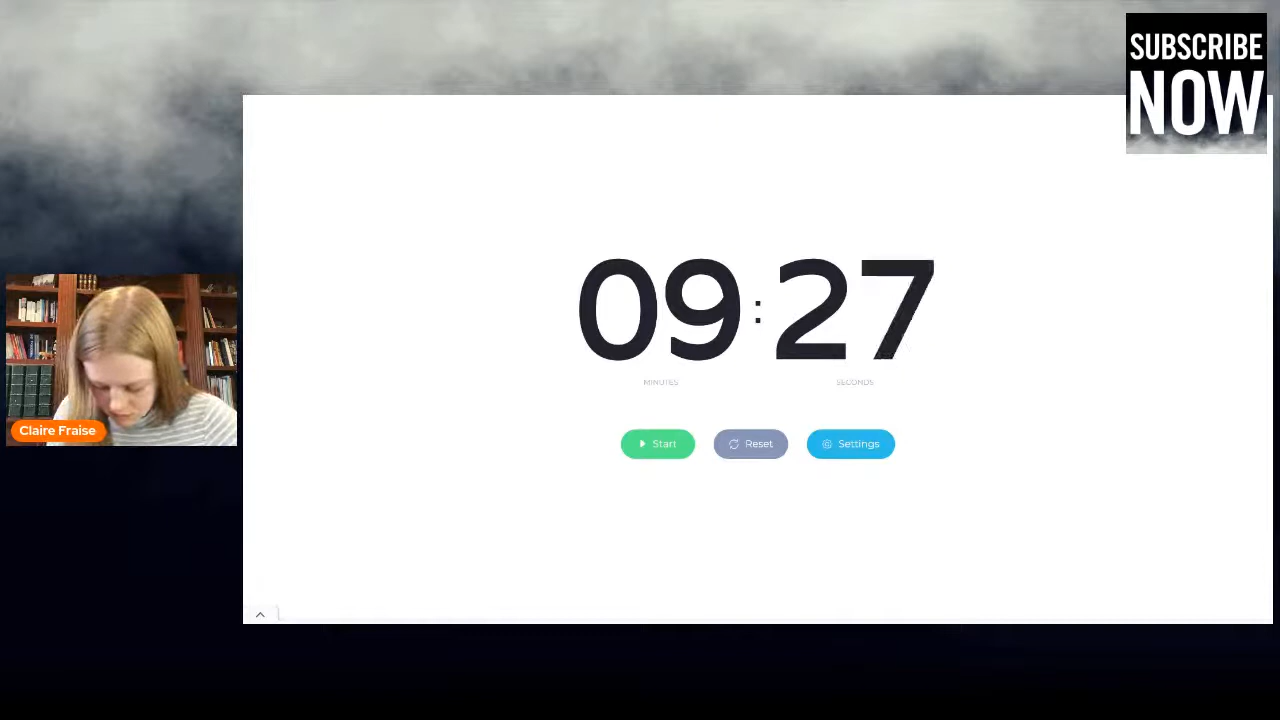 SUBSCRIBE
NOW
09:27
MINUTES
SECONDS
Start
Reset
Settings
Claire Fraise